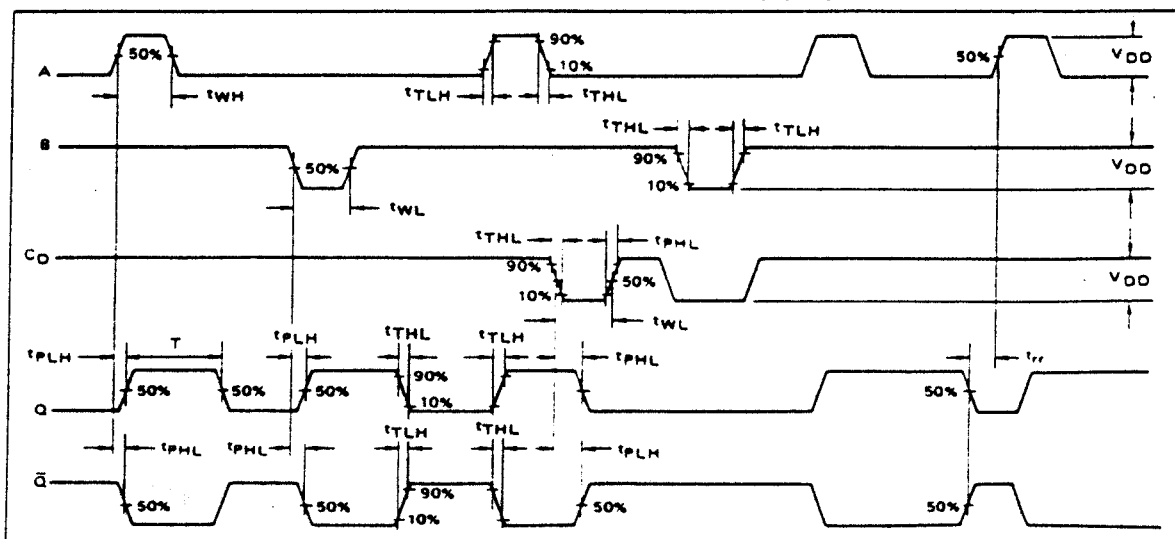 A 50% 90% 10% 50% VDD
tWH tTLH tTHL
tTHL tTLH
B 50% 90% 10% VDD
tWL
tTHL tPHL
CD 90% 10% 50% VDD
tWL
tPLH T tPLH tTHL tTLH tPHL trr
Q 50% 50% 50% 90% 10% 50%
tPHL tPHL tTLH tTHL tPLH
Q̄ 50% 50% 90% 10% 50% 50%